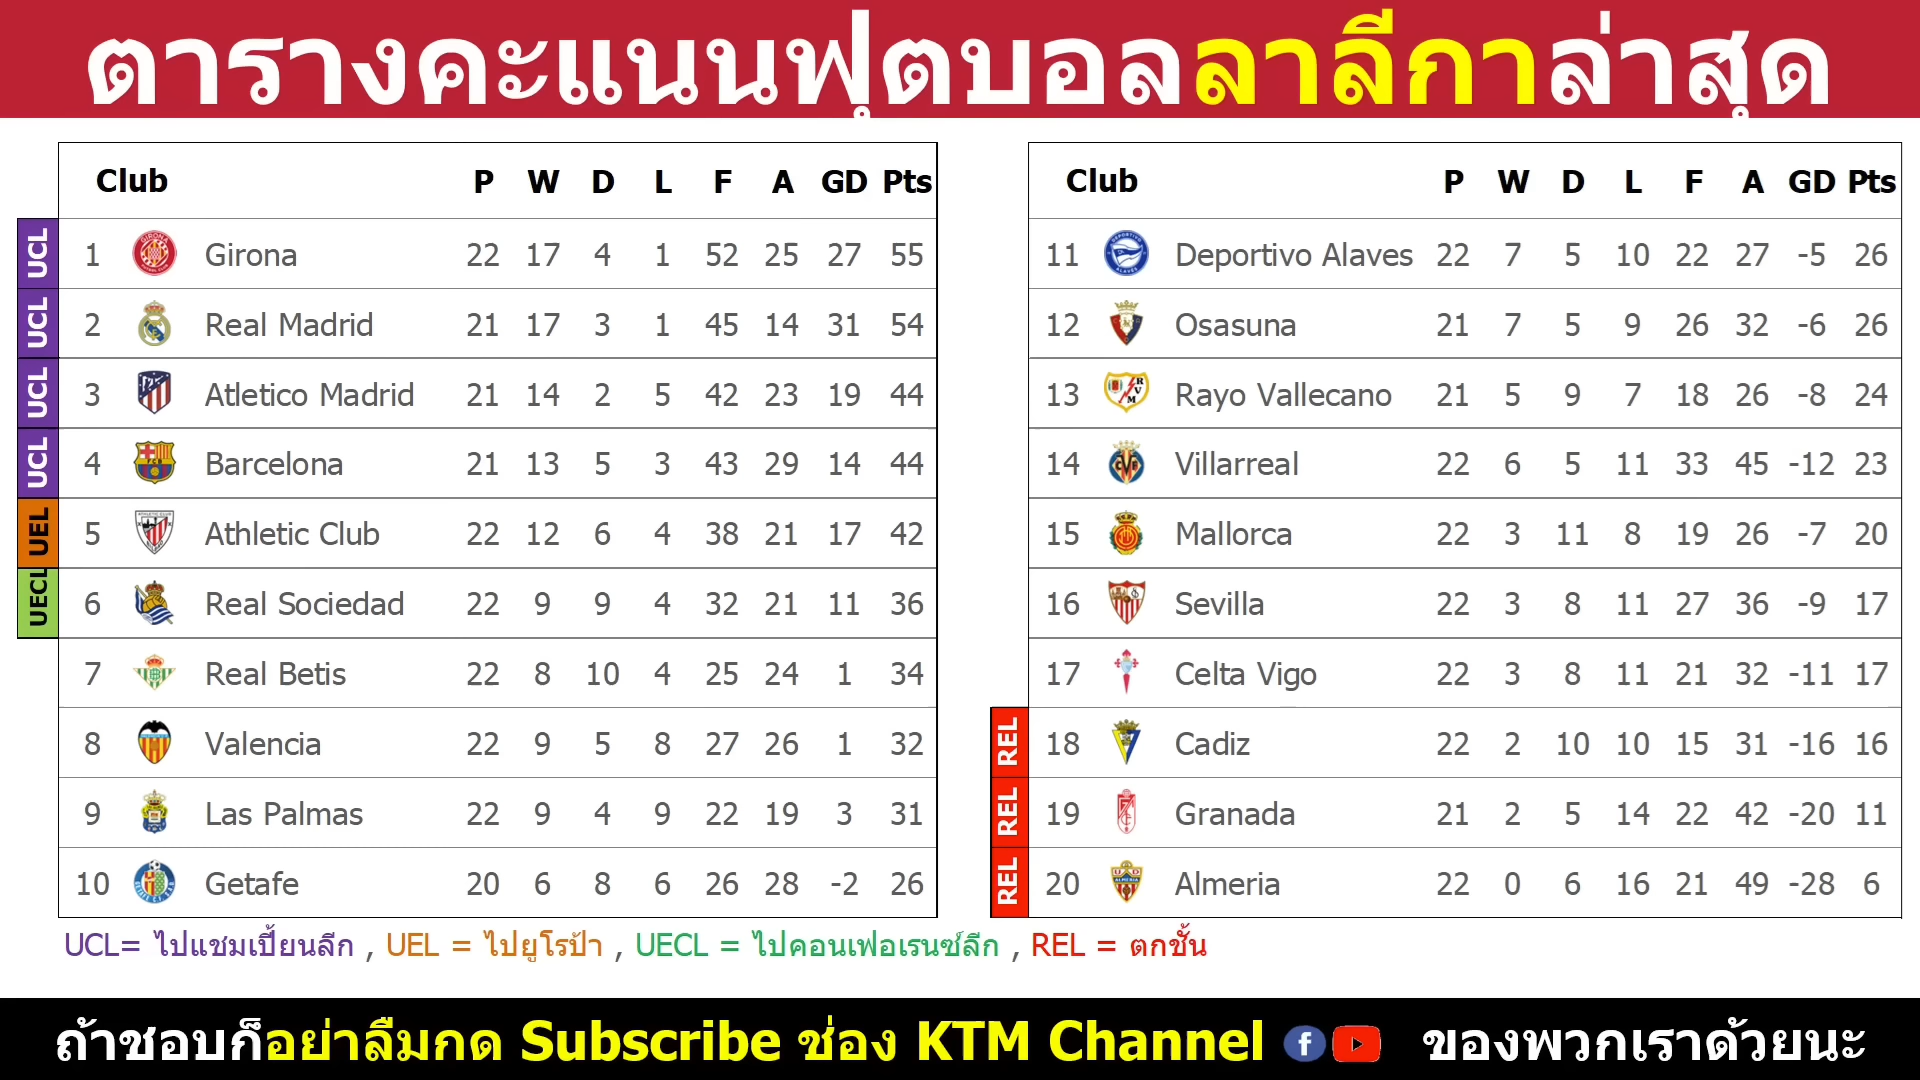 ตารางคะแนนฟุตบอลลาลีกาล่าสุด
Club P W D L F A GD Pts
UCL 1 Girona 22 17 4 1 52 25 27 55
UCL 2 Real Madrid 21 17 3 1 45 14 31 54
UCL 3 Atletico Madrid 21 14 2 5 42 23 19 44
UCL 4 Barcelona 21 13 5 3 43 29 14 44
UEL 5 Athletic Club 22 12 6 4 38 21 17 42
UECL 6 Real Sociedad 22 9 9 4 32 21 11 36
7 Real Betis 22 8 10 4 25 24 1 34
8 Valencia 22 9 5 8 27 26 1 32
9 Las Palmas 22 9 4 9 22 19 3 31
10 Getafe 20 6 8 6 26 28 -2 26
Club P W D L F A GD Pts
11 Deportivo Alaves 22 7 5 10 22 27 -5 26
12 Osasuna 21 7 5 9 26 32 -6 26
13 Rayo Vallecano 21 5 9 7 18 26 -8 24
14 Villarreal 22 6 5 11 33 45 -12 23
15 Mallorca 22 3 11 8 19 26 -7 20
16 Sevilla 22 3 8 11 27 36 -9 17
17 Celta Vigo 22 3 8 11 21 32 -11 17
REL 18 Cadiz 22 2 10 10 15 31 -16 16
REL 19 Granada 21 2 5 14 22 42 -20 11
REL 20 Almeria 22 0 6 16 21 49 -28 6
UCL= ไปแชมเปี้ยนลีก , UEL = ไปยูโรป้า , UECL = ไปคอนเฟอเรนซ์ลีก , REL = ตกชั้น
ถ้าชอบก็อย่าลืมกด Subscribe ช่อง KTM Channel ของพวกเราด้วยนะ